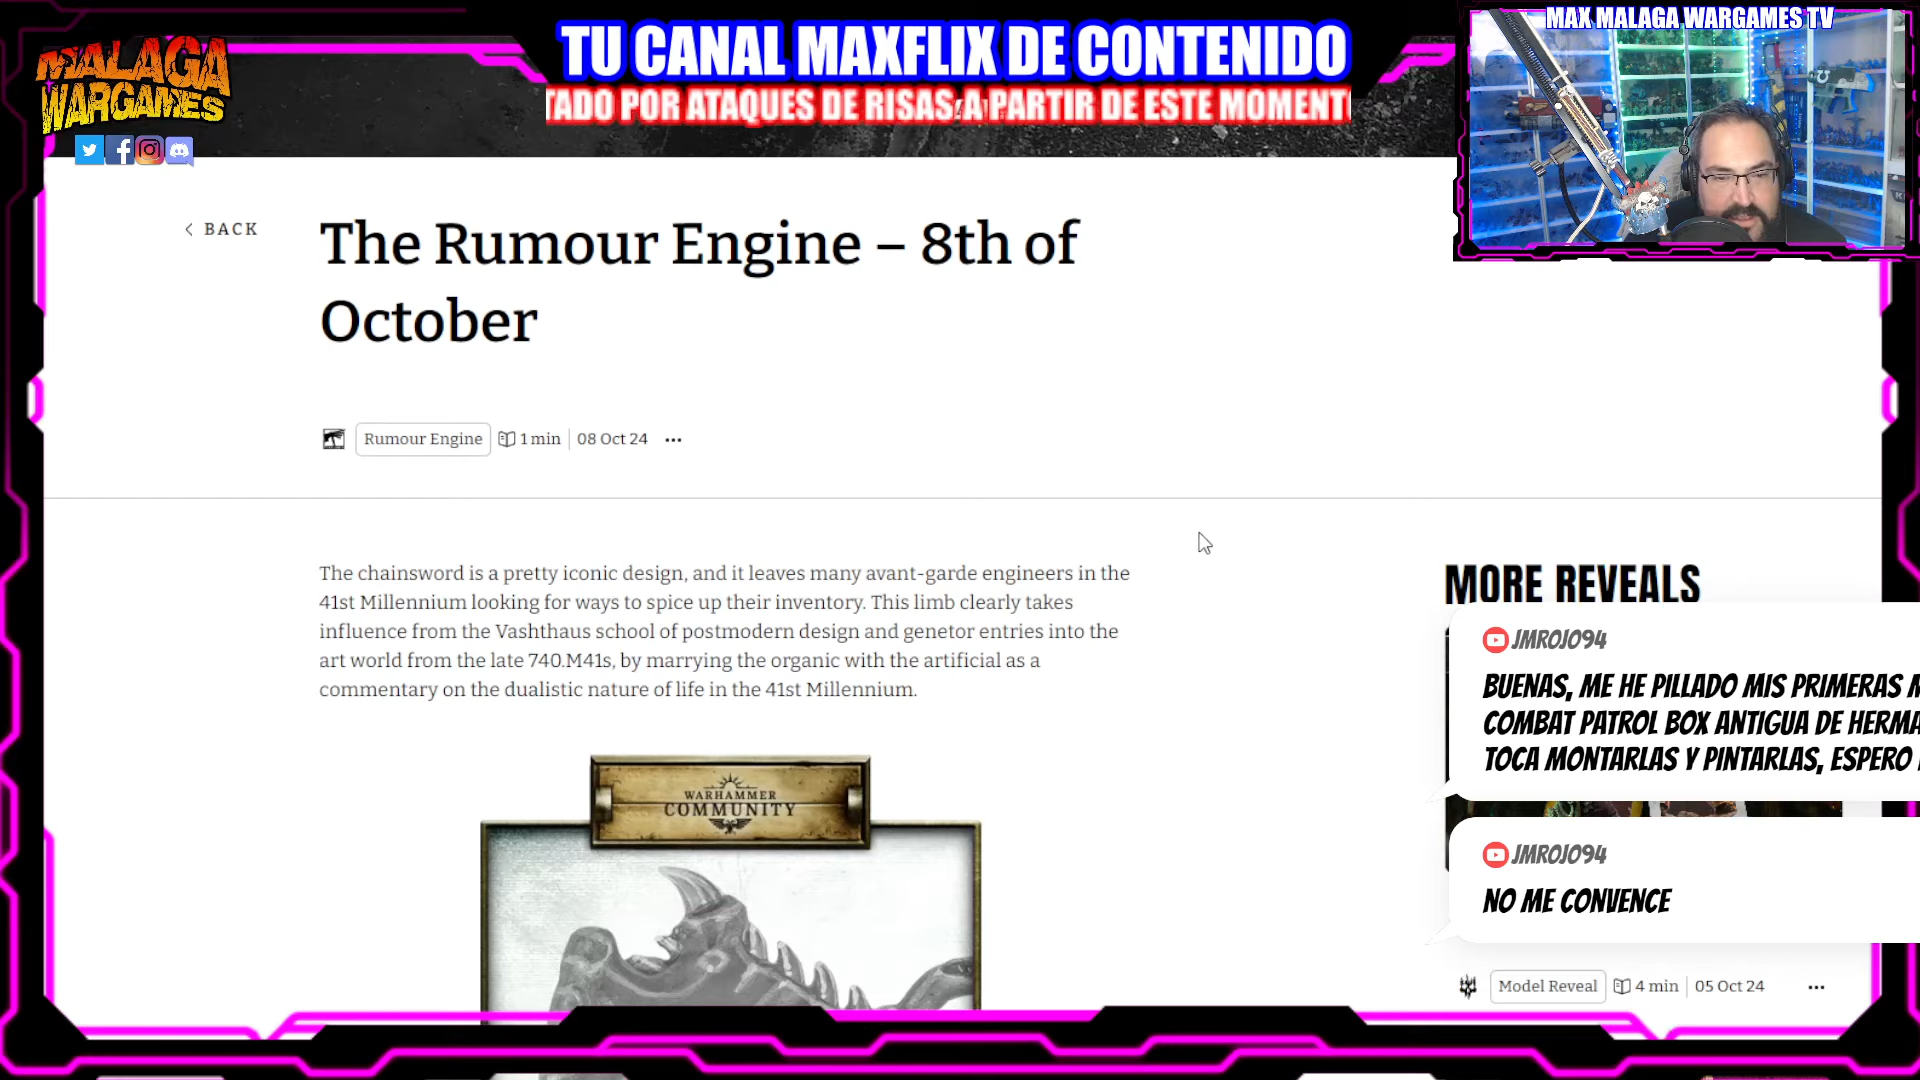 TU CANAL MAXFLIX DE CONTENIDO
POR ATAQUES DE RISAS A PARTIR DE ESTE
MAX MALAGA WARGAMES TV
MALAGA
WARGAMES
BACK
The Rumour Engine – 8th of
October
Rumour Engine
1 min
08 Oct 24
The chainsword is a pretty iconic design, and it leaves many avant-garde engineers in the
41st Millennium looking for ways to spice up their inventory. This limb clearly takes
influence from the Vashthaus school of postmodern design and genetor entries into the
art world from the late 740.M41s, by marrying the organic with the artificial as a
commentary on the dualistic nature of life in the 41st Millennium.
WARHAMMER
COMMUNITY
MORE REVEALS
JMROJO94
BUENAS, ME HE PILLADO MIS PRIMERAS
COMBAT PATROL BOX ANTIGUA DE
TOCA MONTARLAS Y PINTARLAS, ESPERO
JMROJO94
NO ME CONVENCE
Model Reveal
4 min
05 Oct 24